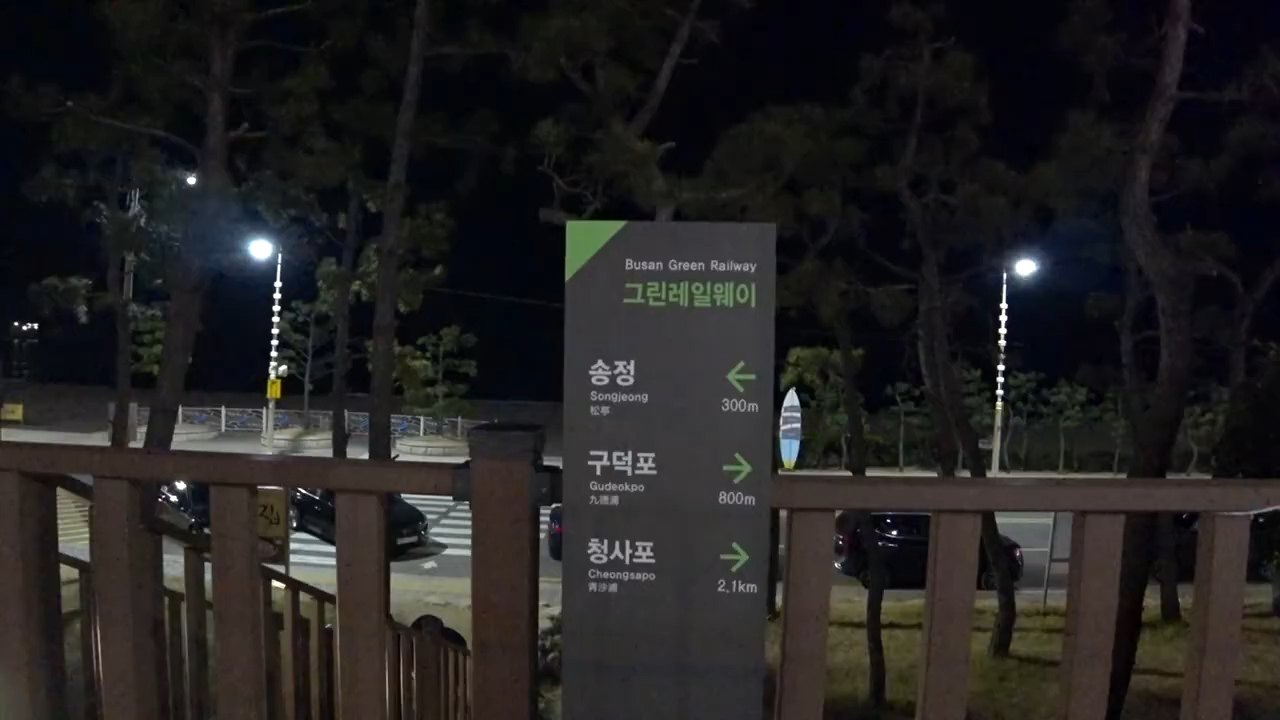 Busan Green Railway
그린레일웨이
송정
Songjeong
松亭
←
300m
구덕포
Gudeokpo
九德浦
→
800m
청사포
Cheongsapo
靑沙浦
→
2.1km